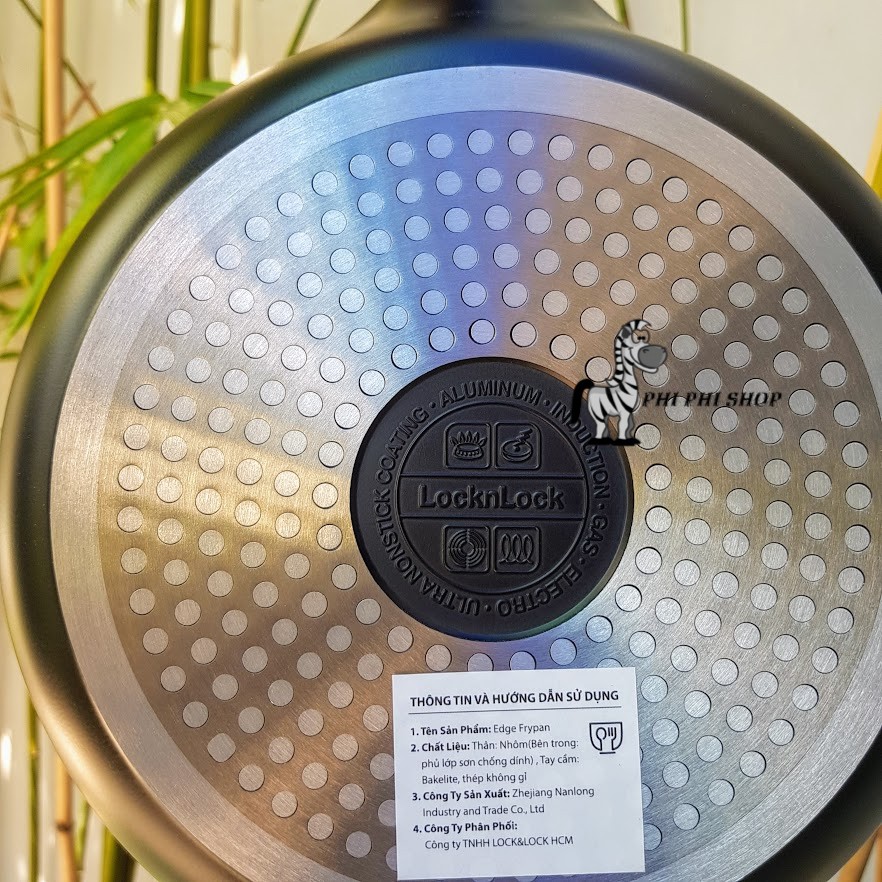 PHI PHI SHOP
ULTRA NONSTICK COATING • ALUMINUM • INDUCTION • GAS • ELECTRO •
LocknLock
THÔNG TIN VÀ HƯỚNG DẪN SỬ DỤNG
1. Tên Sản Phẩm: Edge Frypan
2. Chất Liệu: Thân: Nhôm(Bên trong:
phủ lớp sơn chống dính) , Tay cầm:
Bakelite, thép không gỉ
3. Công Ty Sản Xuất: Zhejiang Nanlong
Industry and Trade Co., Ltd
4. Công Ty Phân Phối:
Công ty TNHH LOCK&LOCK HCM